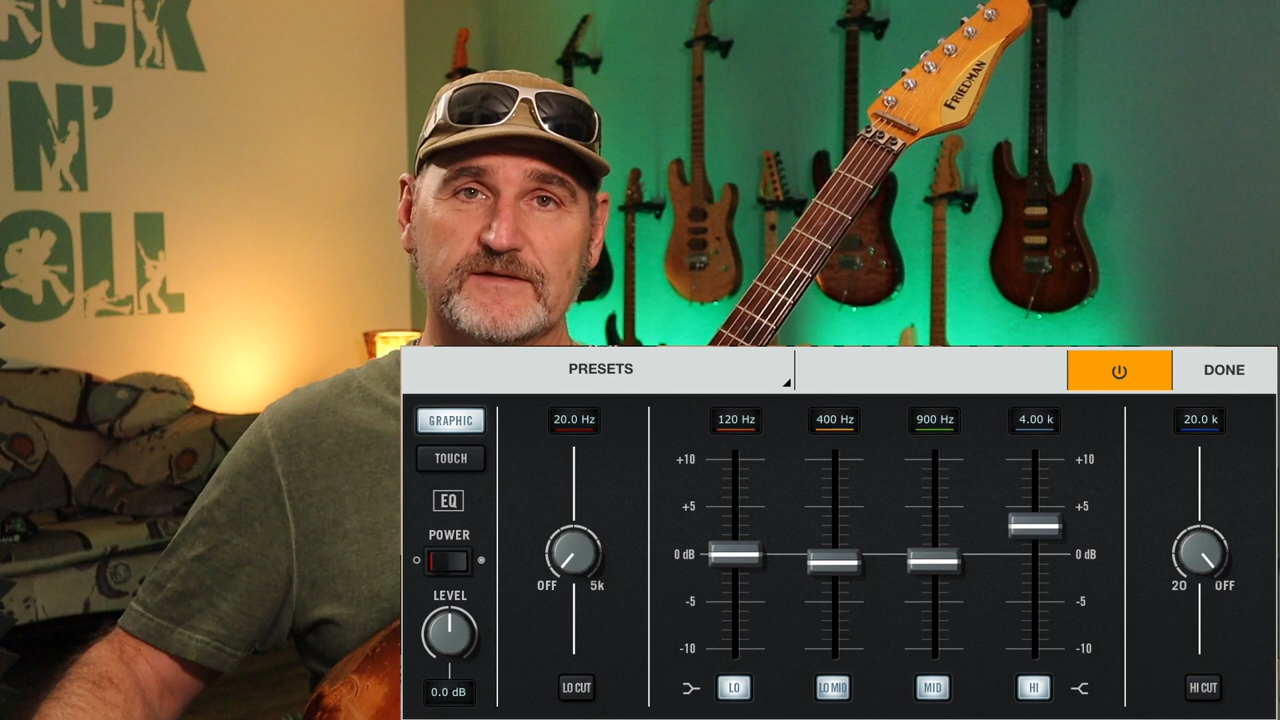 ROCK
'N'
ROLL
FRIEDMAN
PRESETS
DONE
GRAPHIC
20.0 Hz
120 Hz
400 Hz
900 Hz
4.00 k
20.0 k
TOUCH
+10
+10
EQ
+5
+5
POWER
0 dB
0 dB
OFF
5k
20
OFF
LEVEL
-5
-5
-10
-10
0.0 dB
LO CUT
LO
LO MID
MID
HI
HI CUT